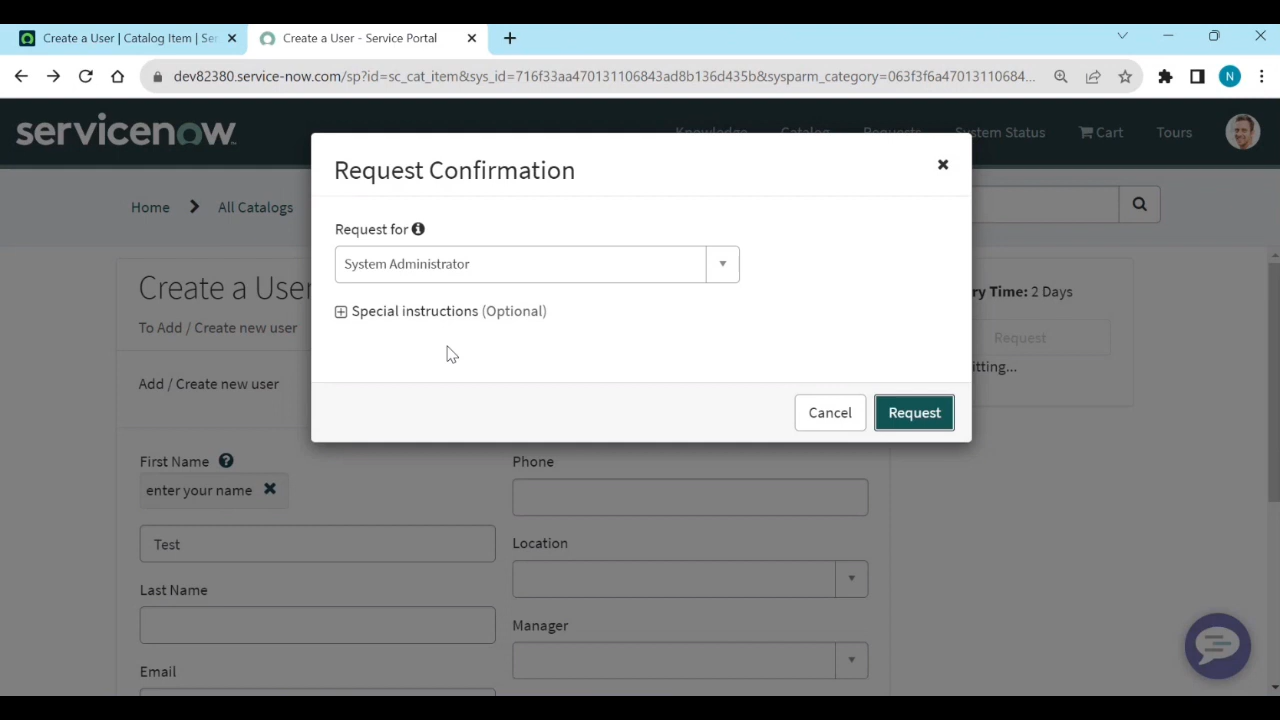 Create a User | Catalog Item | Ser
Create a User - Service Portal
dev82380.service-now.com/sp?id=sc_cat_item&sys_id=716f33aa470131106843ad8b136d435b&sysparm_category=063f3f6a47013110684...
N
servicenow
Knowledge Catalog Requests System Status Cart Tours
Home All Catalogs
Request Confirmation
Request for
System Administrator
Special instructions (Optional)
Cancel Request
Create a User
To Add / Create new user
Add / Create new user
ry Time: 2 Days
Request
itting...
First Name
enter your name
Test
Last Name
Email
Phone
Location
Manager